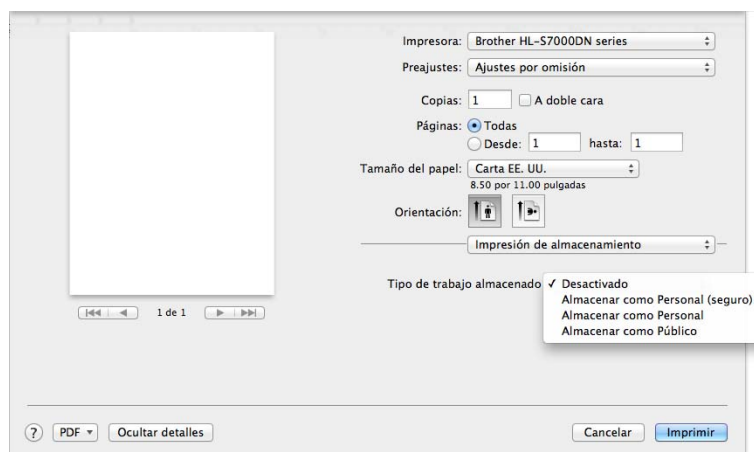 Impresora: Brother HL-S7000DN series
Preajustes: Ajustes por omisión
Copias: 1 A doble cara
Páginas: Todas
Desde: 1 hasta: 1
Tamaño del papel: Carta EE. UU.
8.50 por 11.00 pulgadas
Orientación:
Impresión de almacenamiento
Tipo de trabajo almacenado ✓ Desactivado
Almacenar como Personal (seguro)
Almacenar como Personal
Almacenar como Público
1 de 1
? PDF Ocultar detalles Cancelar Imprimir